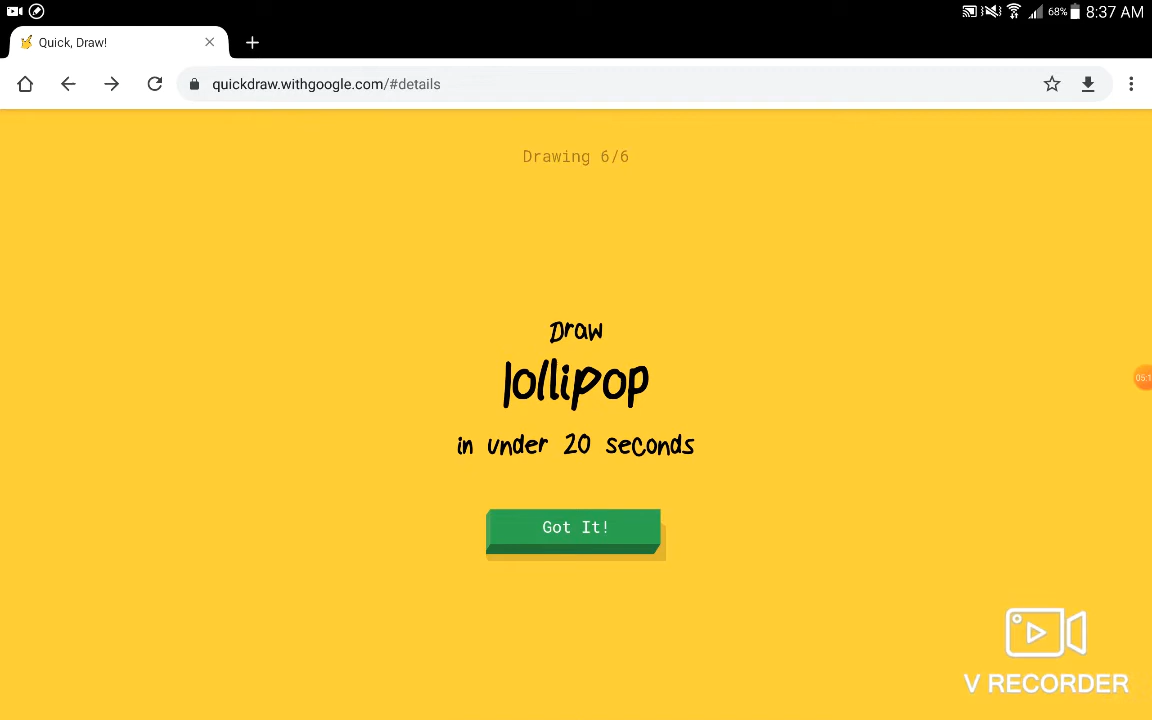 68% 8:37 AM
Quick, Draw!
quickdraw.withgoogle.com/#details
Drawing 6/6
Draw
lollipop
in under 20 seconds
Got It!
V RECORDER